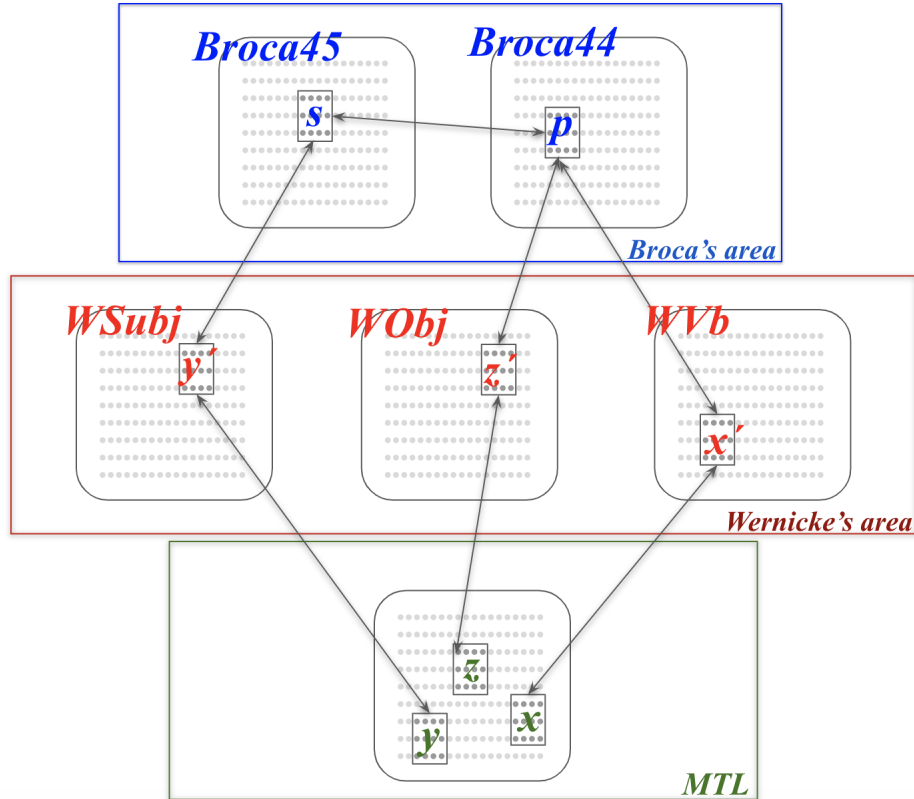 Broca45
Broca44
s
p
Broca's area
WSubj
WObj
WVb
y´
z´
x´
Wernicke's area
z
x
y
MTL